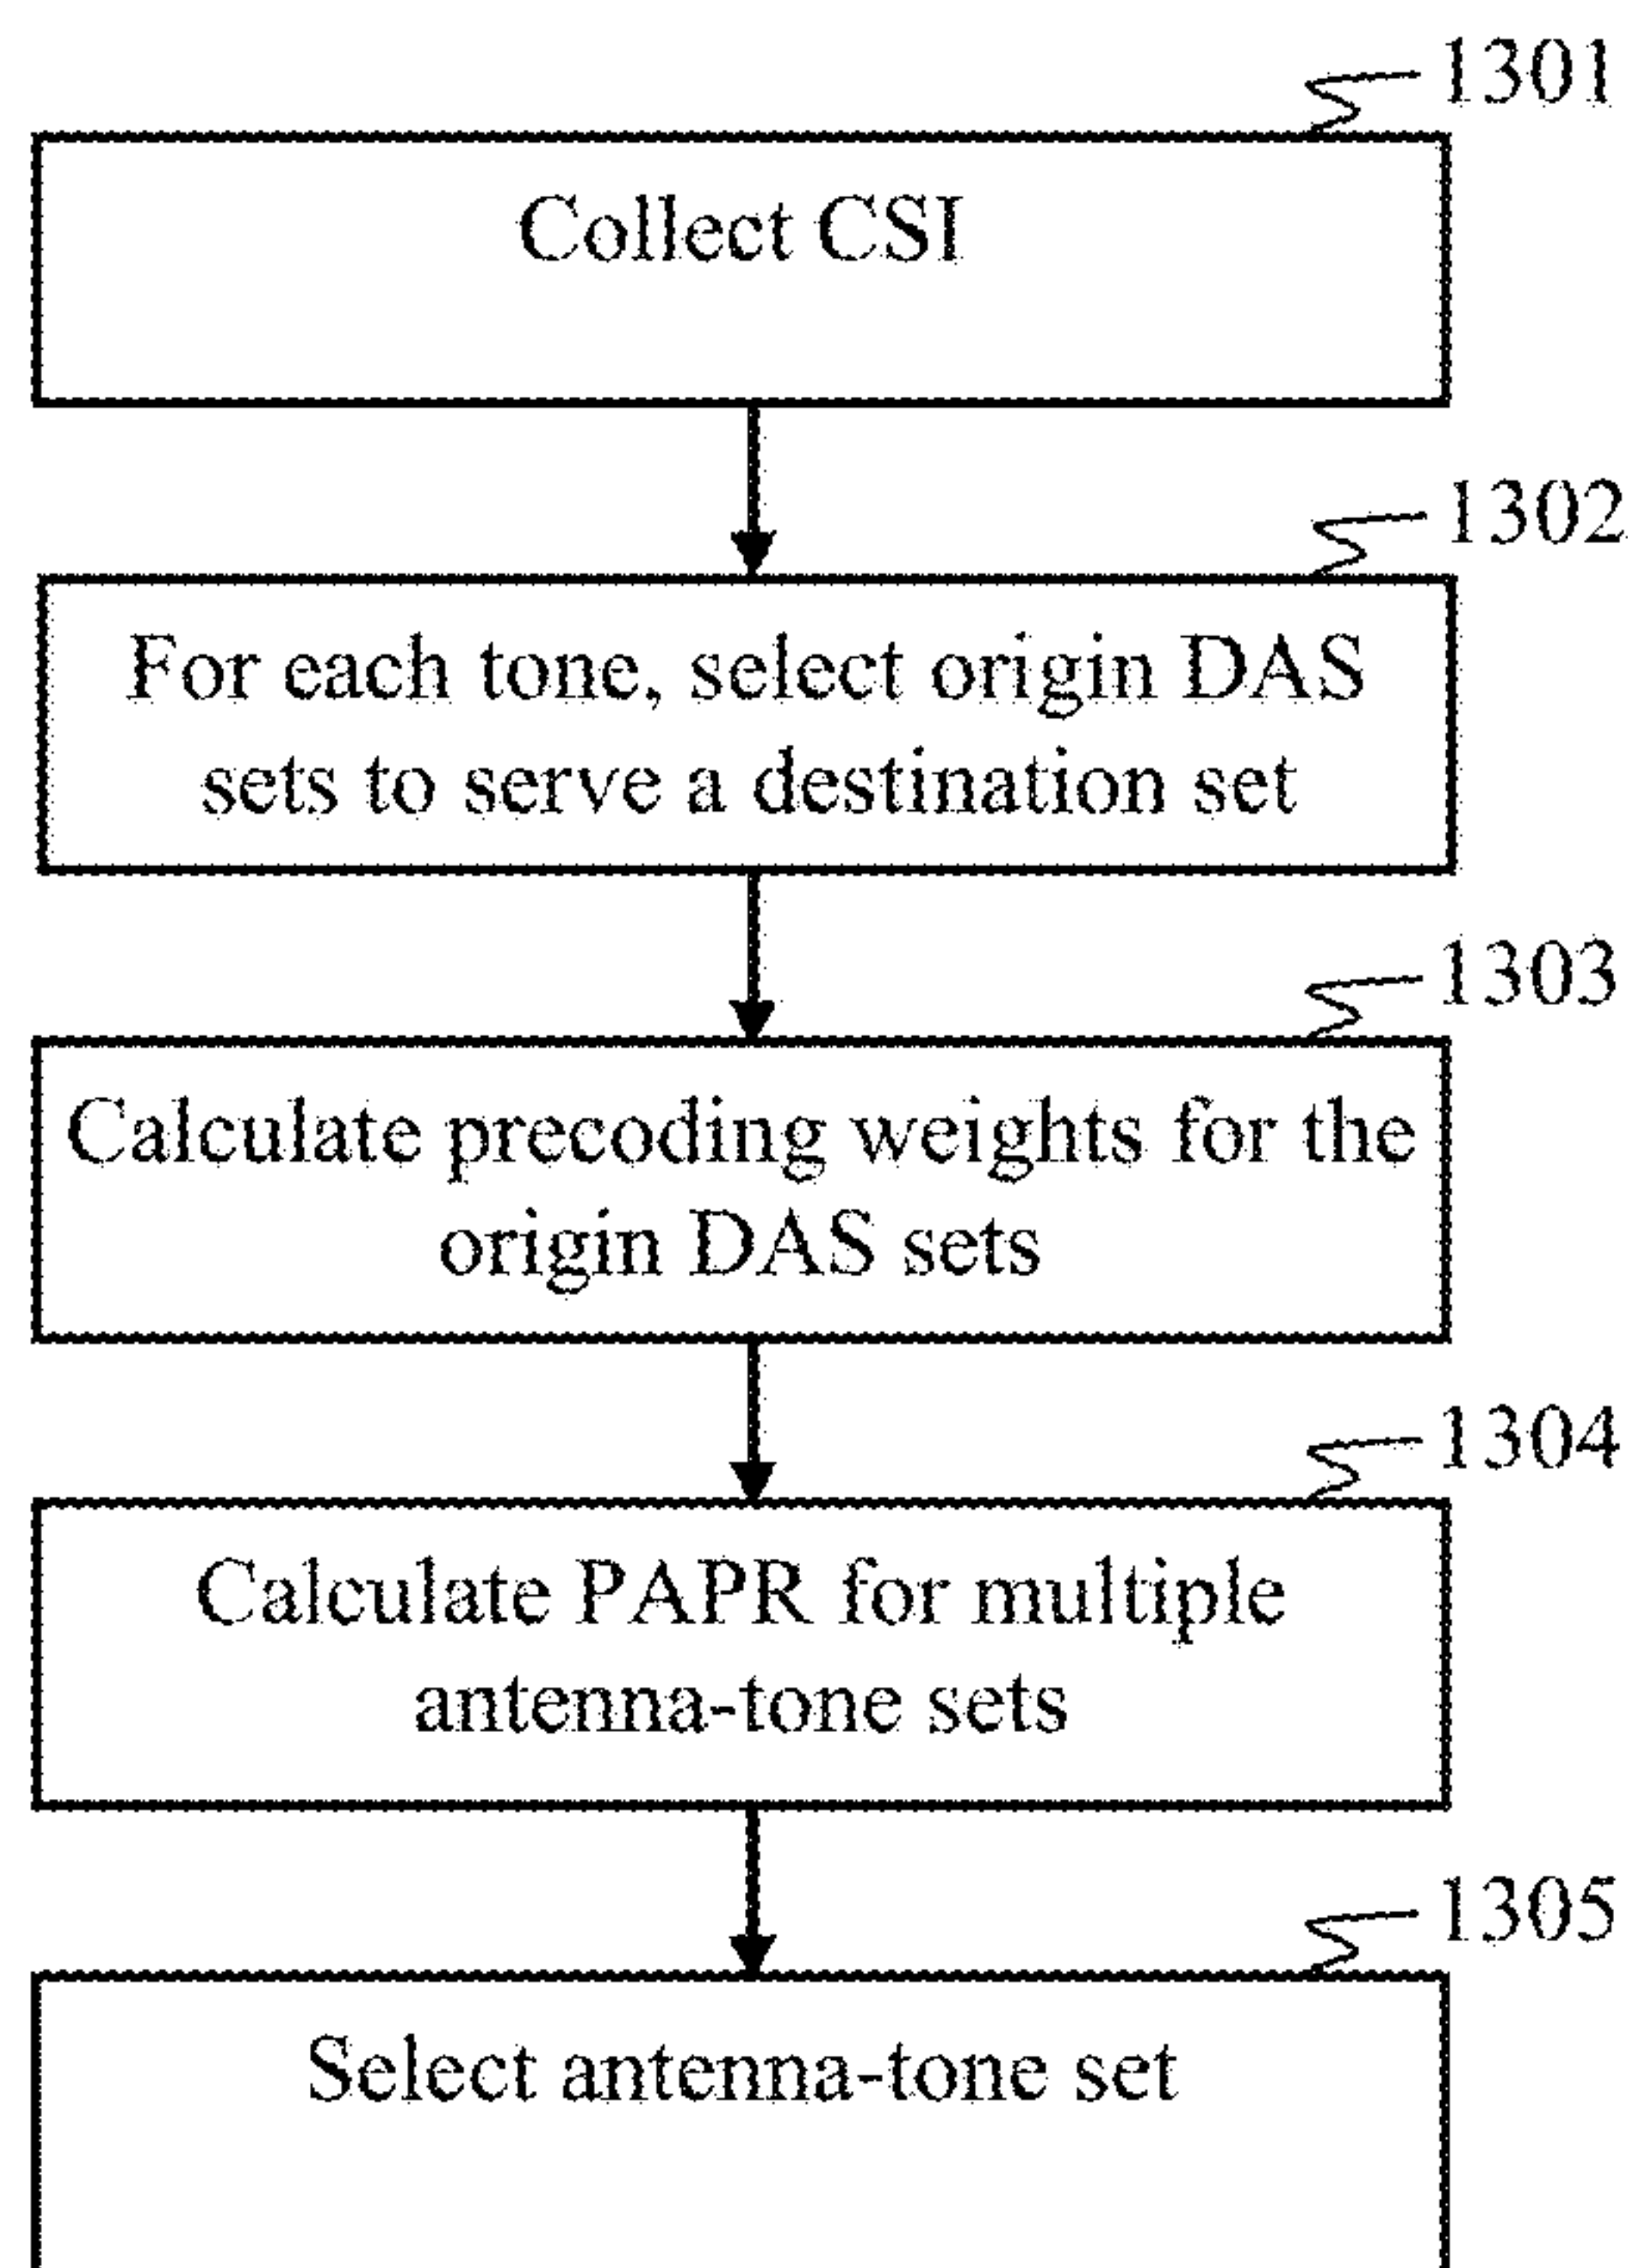 1301
Collect CSI
1302
For each tone, select origin DAS
sets to serve a destination set
1303
Calculate precoding weights for the
origin DAS sets
1304
Calculate PAPR for multiple
antenna-tone sets
1305
Select antenna-tone set